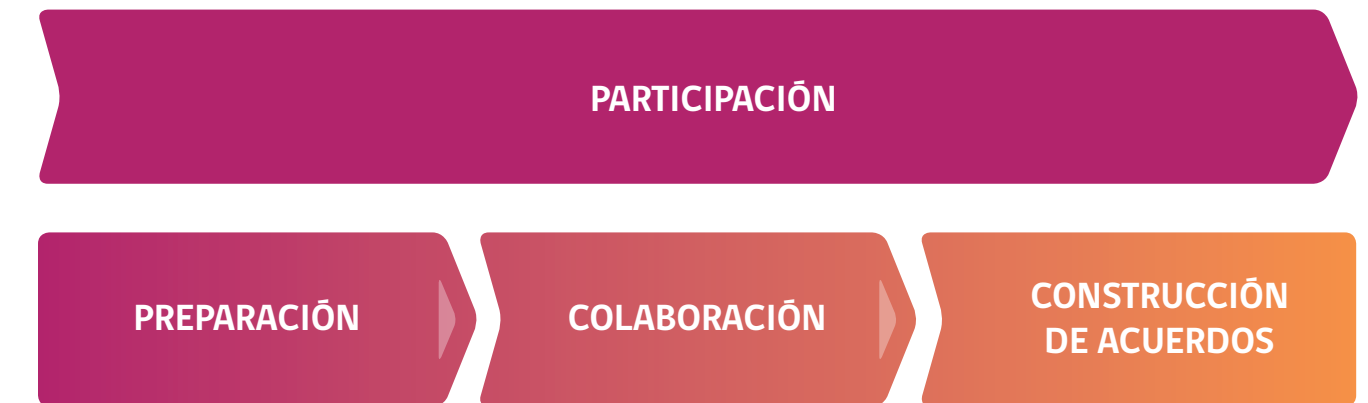 PARTICIPACIÓN
PREPARACIÓN
COLABORACIÓN
CONSTRUCCIÓN
DE ACUERDOS